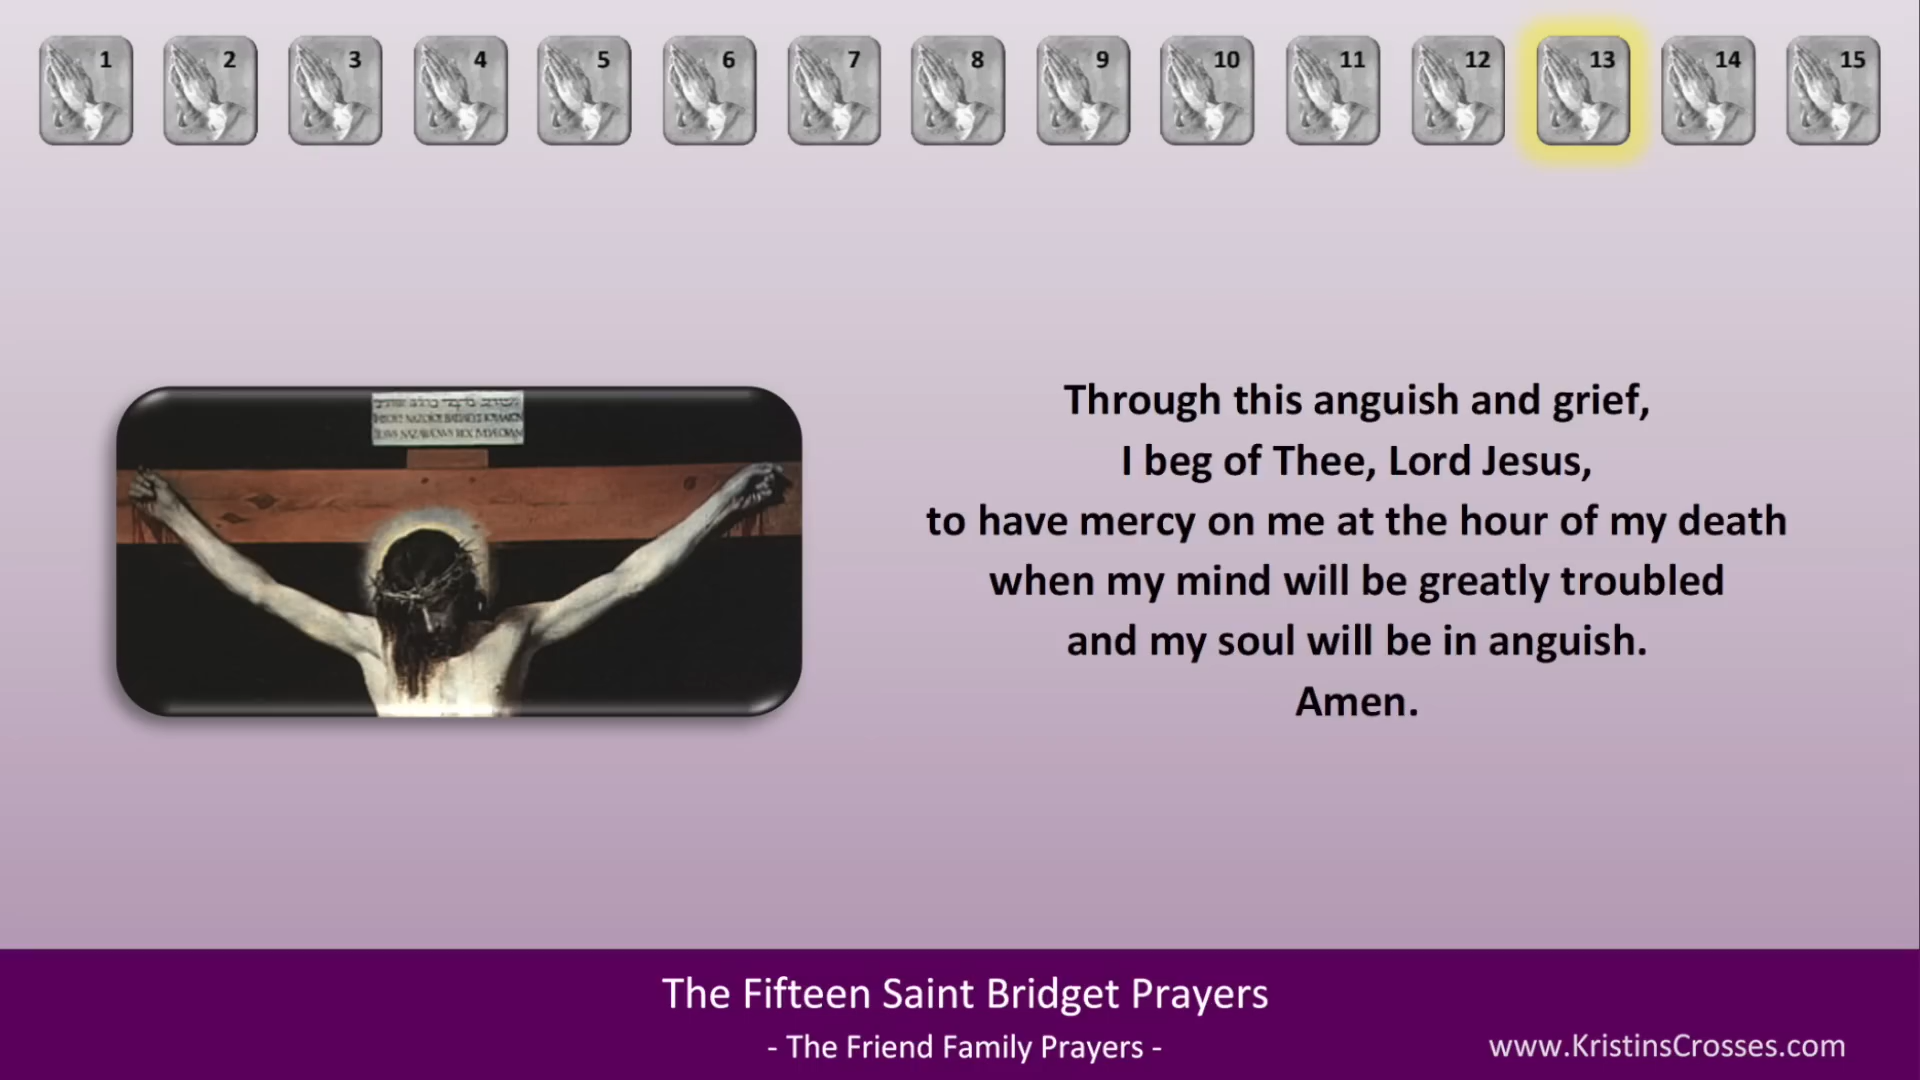 1 2 3 4 5 6 7 8 9 10 11 12 13 14 15
Through this anguish and grief,
I beg of Thee, Lord Jesus,
to have mercy on me at the hour of my death
when my mind will be greatly troubled
and my soul will be in anguish.
Amen.
The Fifteen Saint Bridget Prayers
- The Friend Family Prayers -
www.KristinsCrosses.com